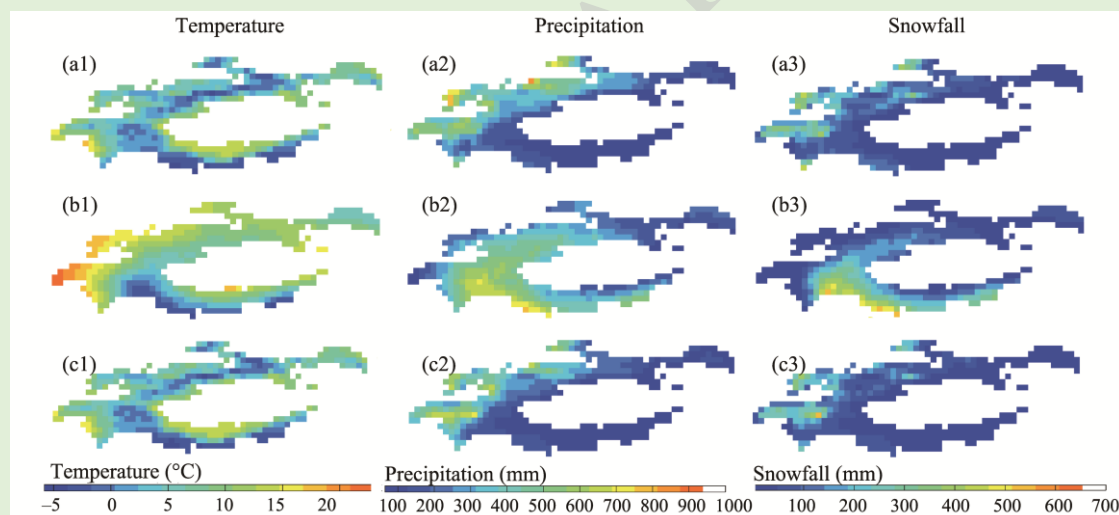 Temperature Precipitation Snowfall
(a1) (a2) (a3)
(b1) (b2) (b3)
(c1) (c2) (c3)
Temperature (°C) Precipitation (mm) Snowfall (mm)
−5 0 5 10 15 20 100 200 300 400 500 600 700 800 900 1000 100 200 300 400 500 600 700